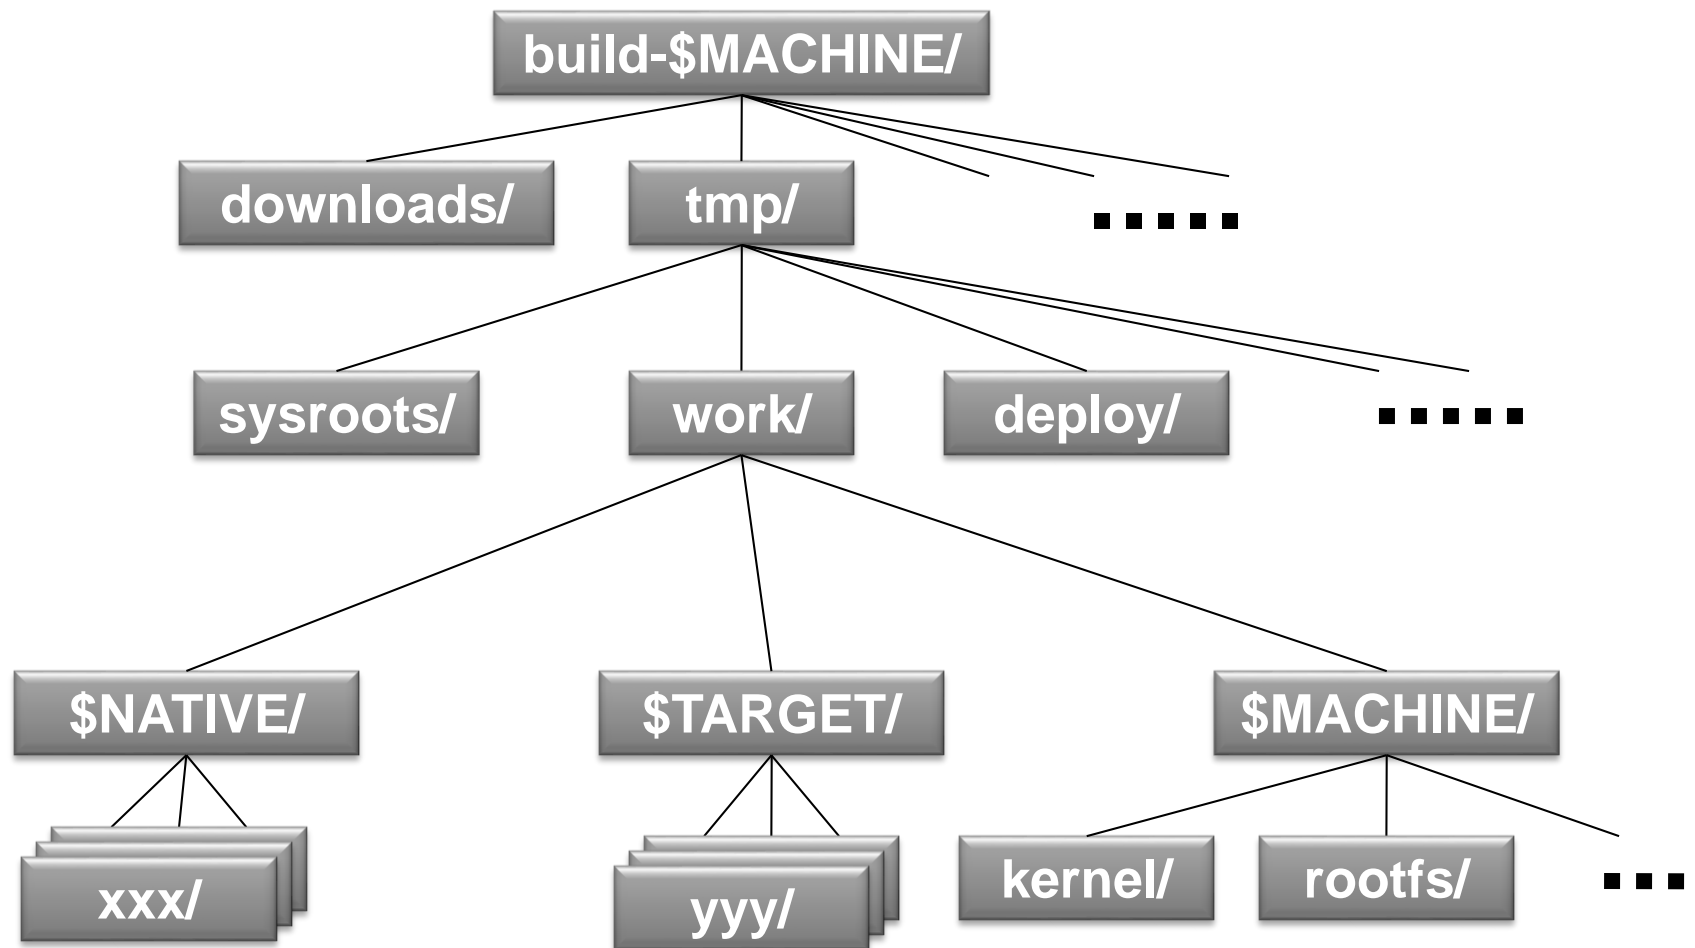 build-$MACHINE/
downloads/
tmp/
.....
sysroots/
work/
deploy/
.....
$NATIVE/
$TARGET/
$MACHINE/
xxx/
yyy/
kernel/
rootfs/
...